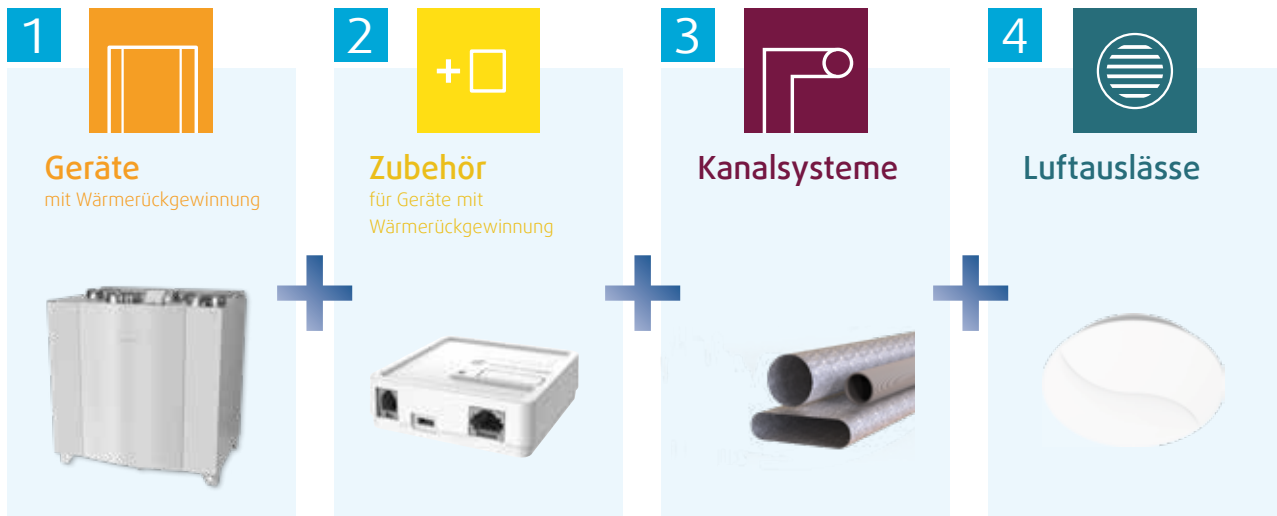 1
Geräte
mit Wärmerückgewinnung
2
Zubehör
für Geräte mit
Wärmerückgewinnung
3
Kanalsysteme
4
Luftauslässe